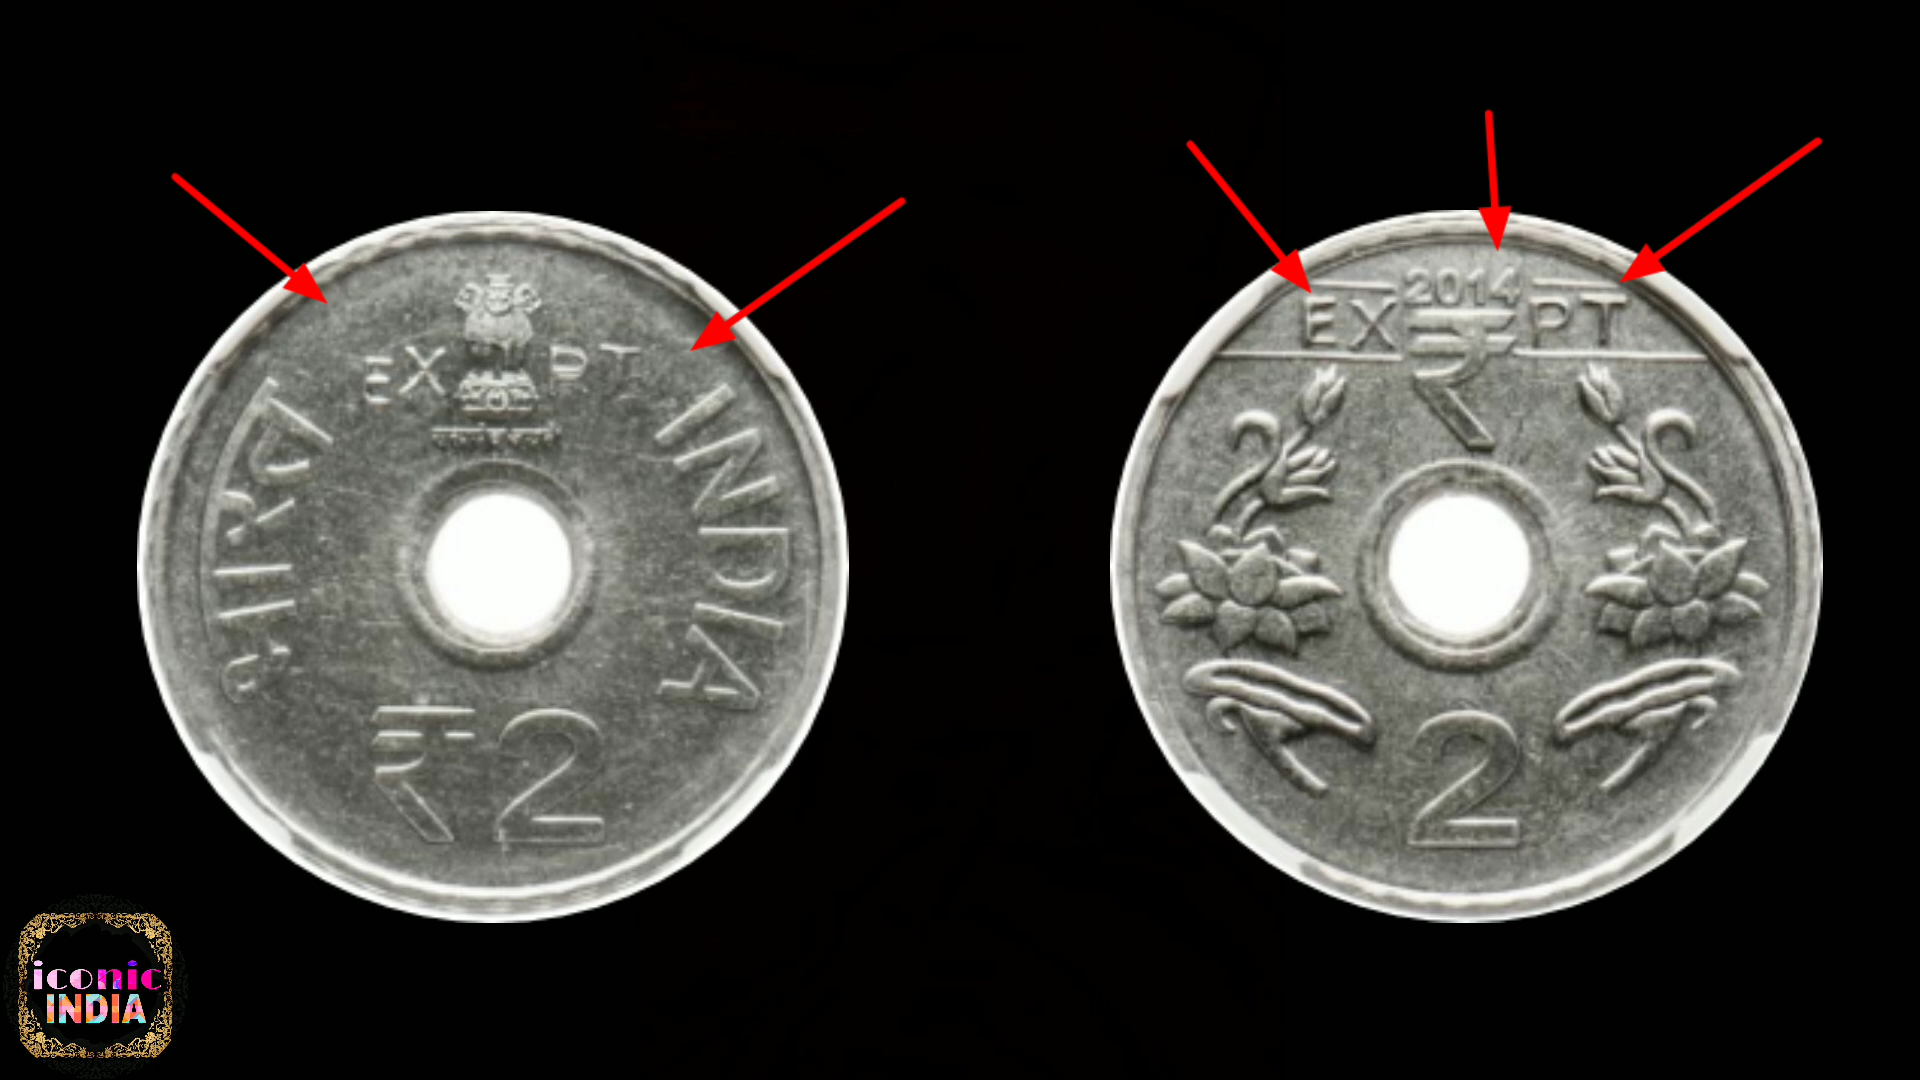 EX PT
भारत
INDIA
₹ 2
2014
EX PT
₹
2
iconic
INDIA